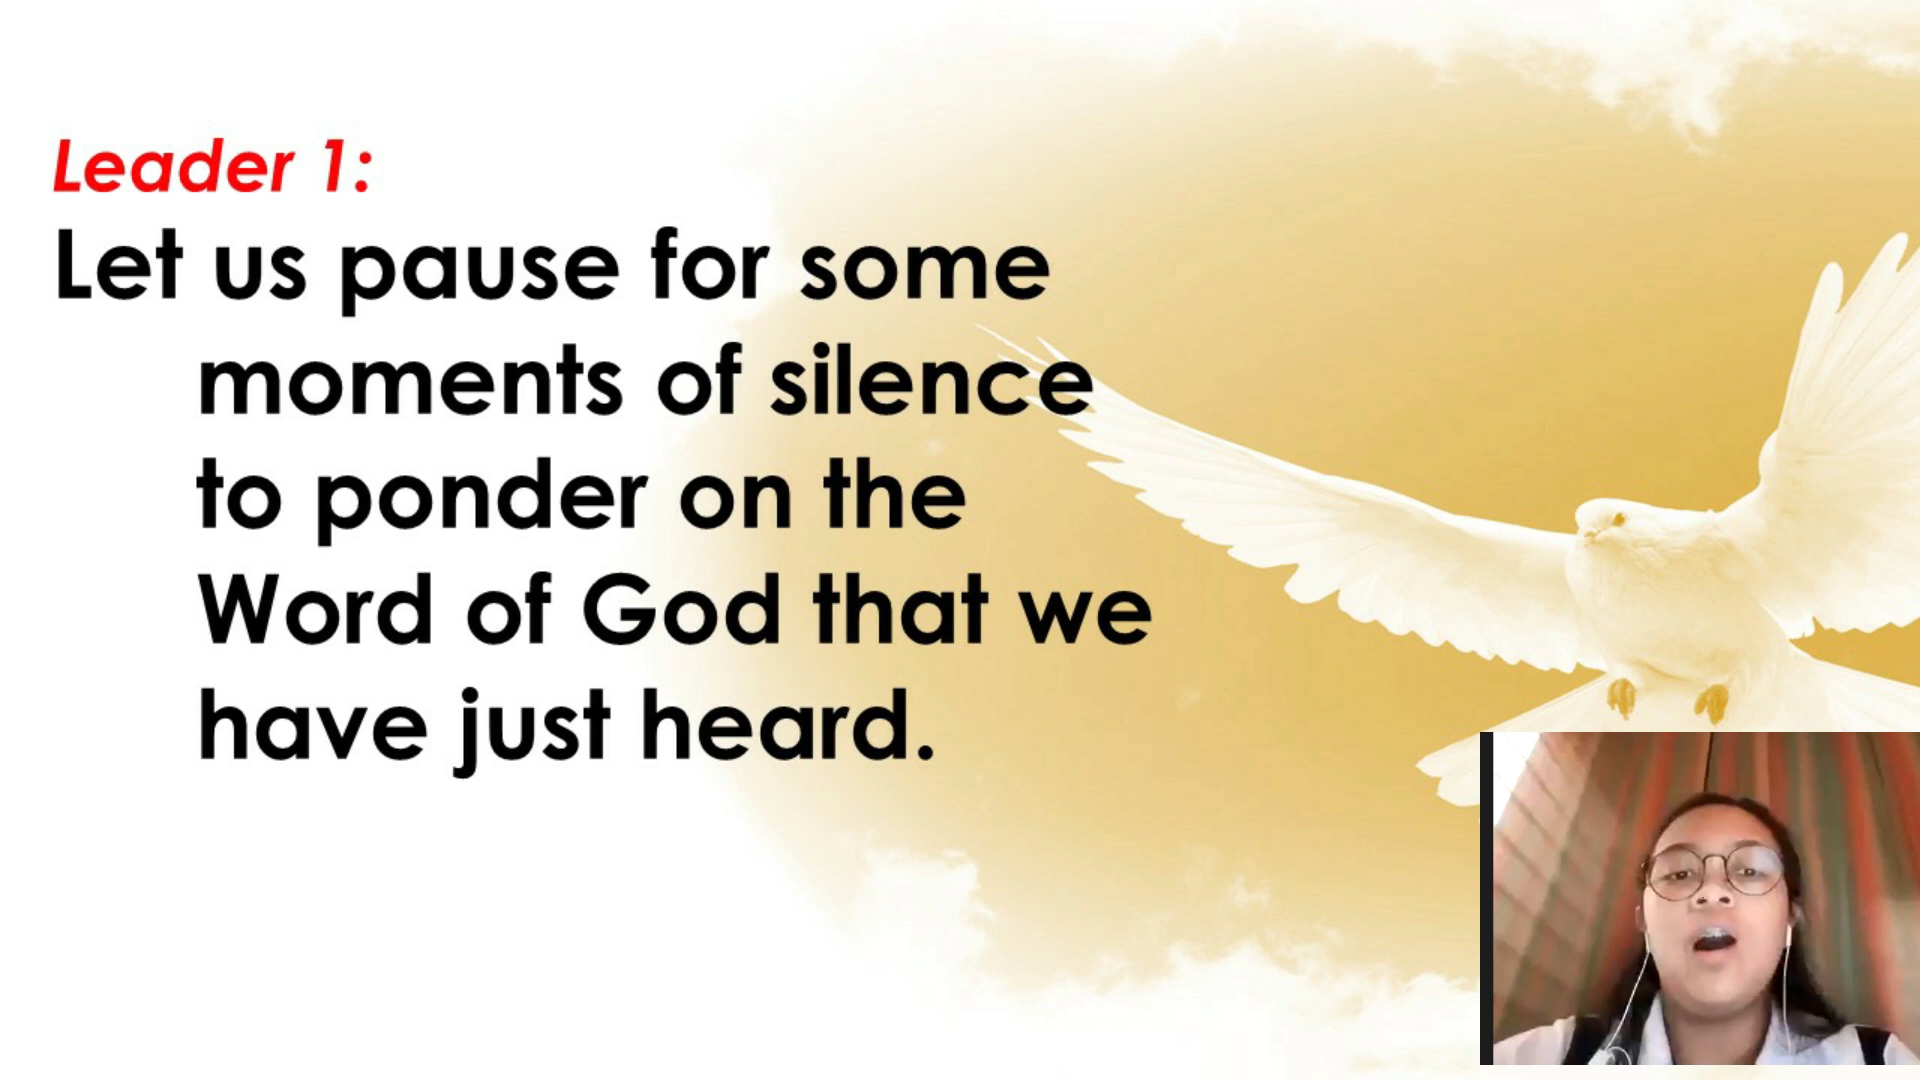 Leader 1:
Let us pause for some
moments of silence
to ponder on the
Word of God that we
have just heard.